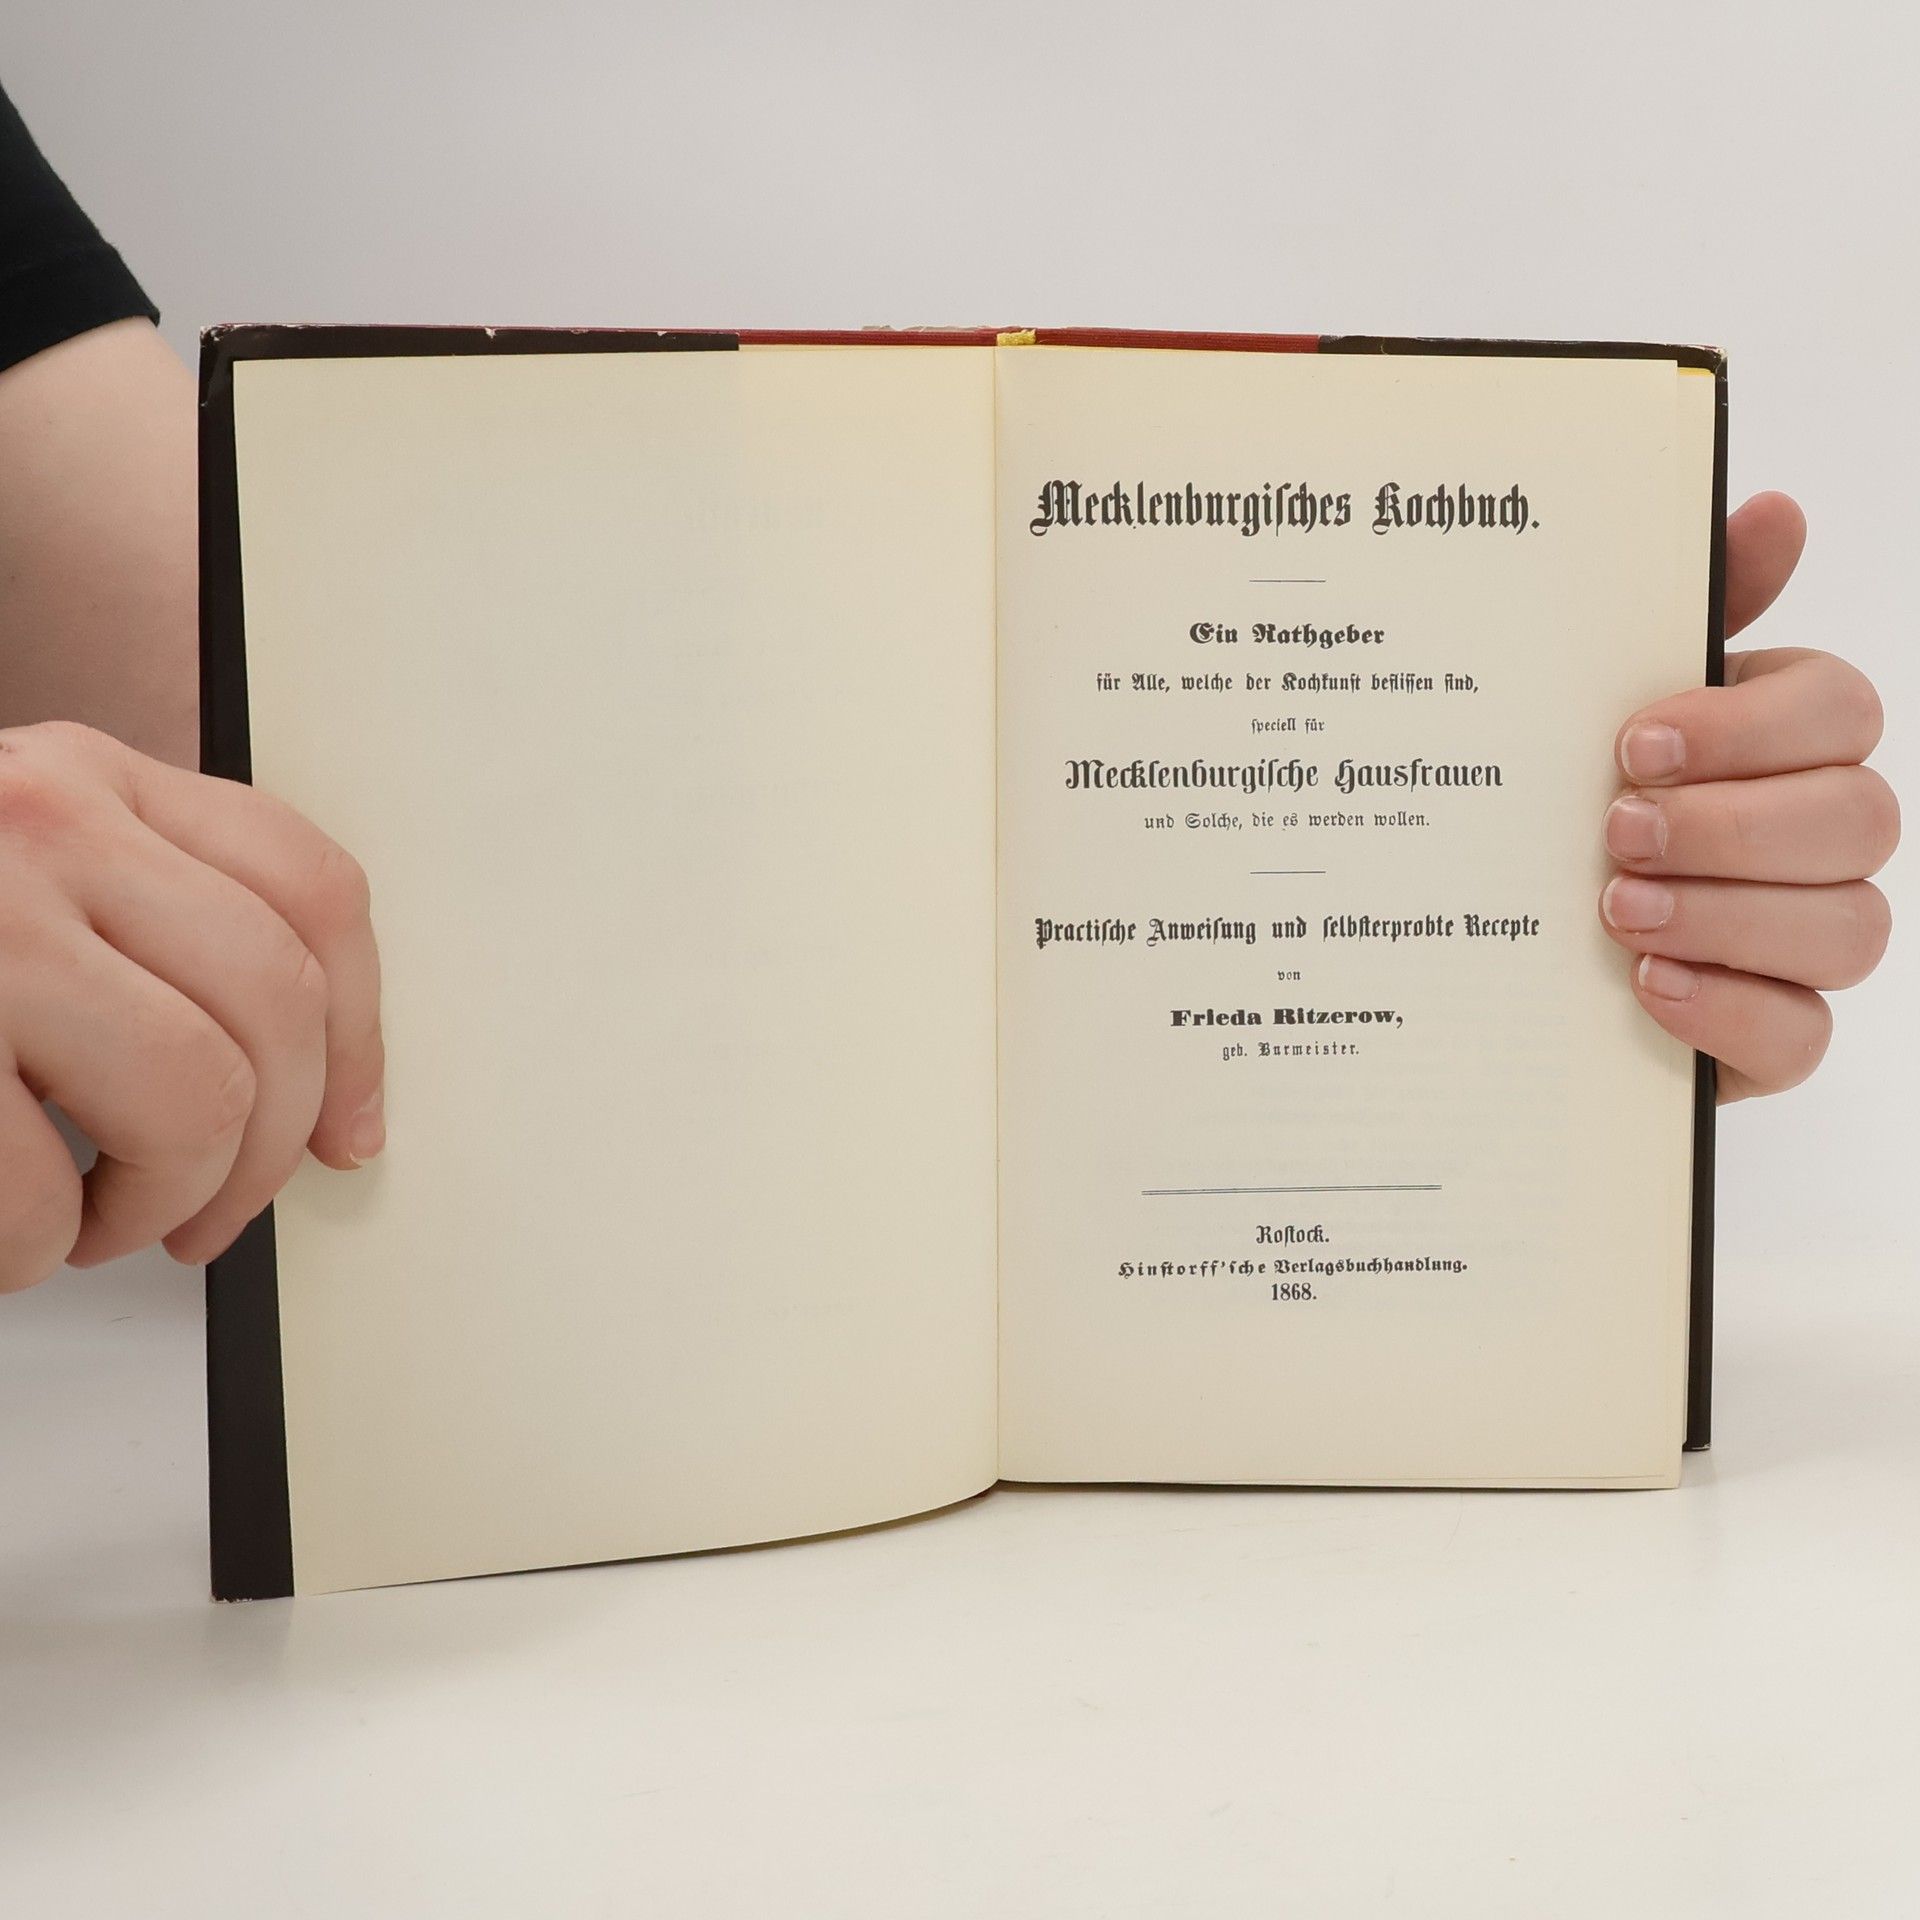 Mecklenburgisches Kochbuch.
Ein Rathgeber
für Alle, welche der Kochkunst beflissen sind,
speciell für
Mecklenburgische Hausfrauen
und Solche, die es werden wollen.
Practische Anweisung und selbsterprobte Recepte
von
Frieda Ritzerow,
geb. Burmeister.
Rostock.
Hinstorff'sche Verlagsbuchhandlung.
1868.